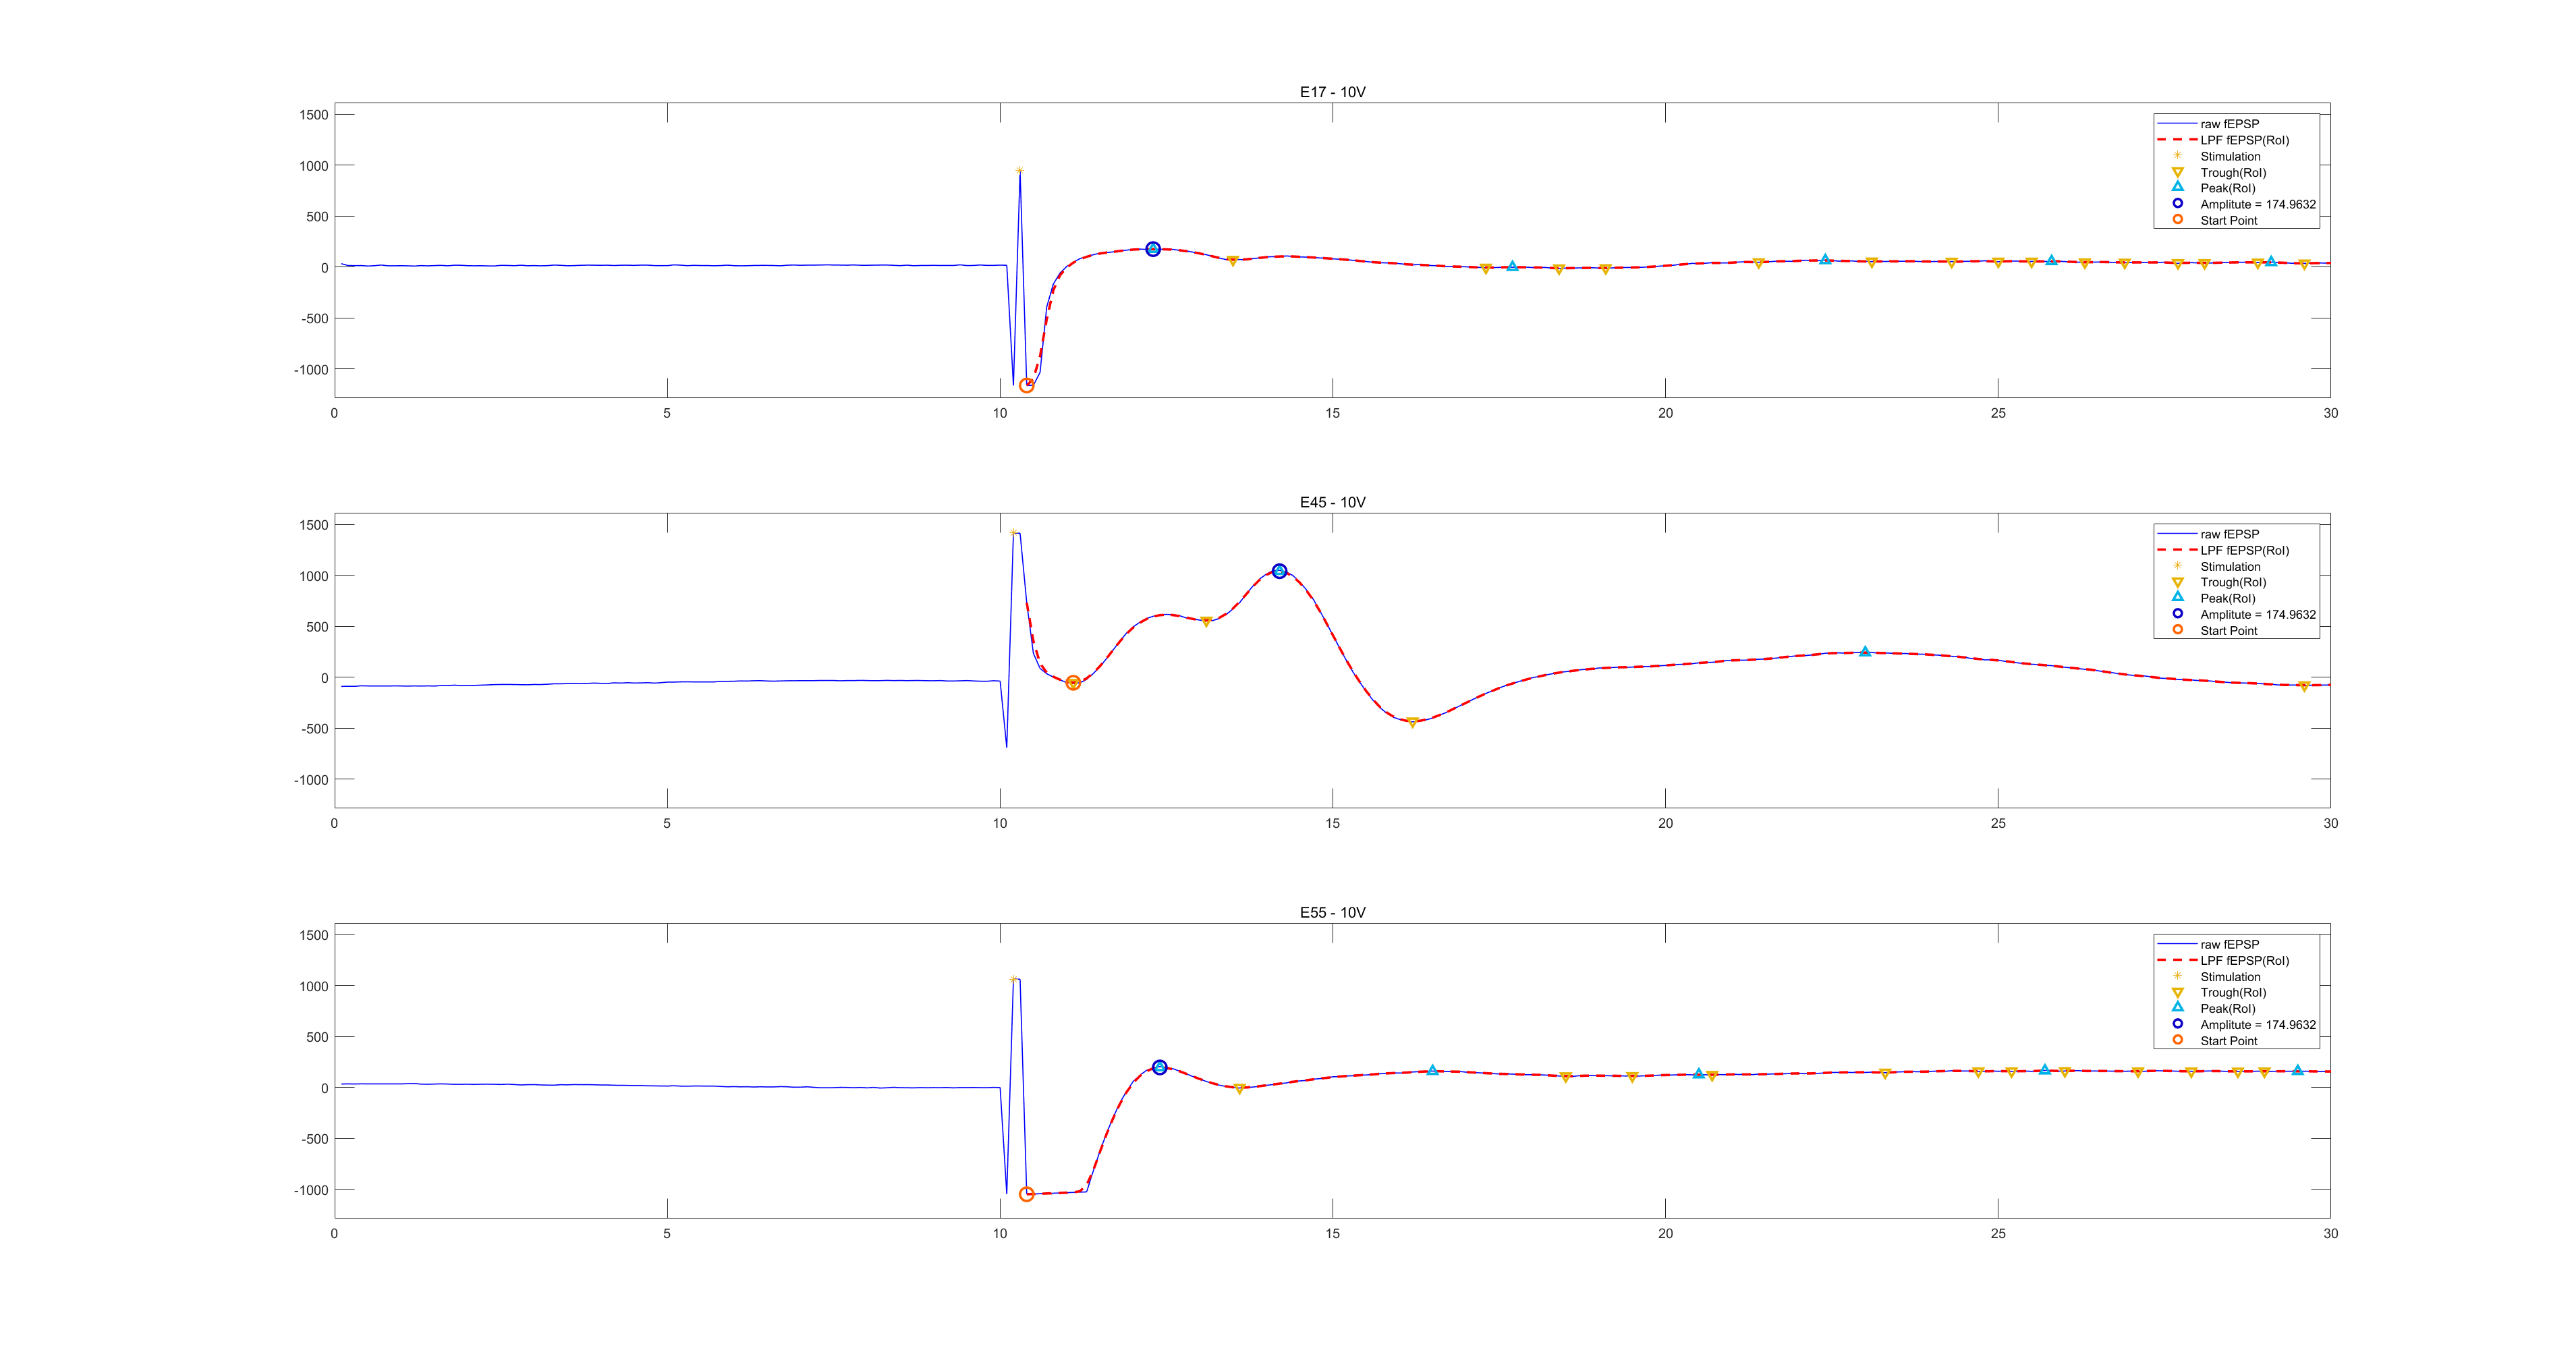 E17 - 10V
1500
1000
500
0
-500
-1000
0 5 10 15 20 25 30
raw fEPSP
LPF fEPSP(RoI)
Stimulation
Trough(RoI)
Peak(RoI)
Amplitute = 174.9632
Start Point
E45 - 10V
1500
1000
500
0
-500
-1000
0 5 10 15 20 25 30
raw fEPSP
LPF fEPSP(RoI)
Stimulation
Trough(RoI)
Peak(RoI)
Amplitute = 174.9632
Start Point
E55 - 10V
1500
1000
500
0
-500
-1000
0 5 10 15 20 25 30
raw fEPSP
LPF fEPSP(RoI)
Stimulation
Trough(RoI)
Peak(RoI)
Amplitute = 174.9632
Start Point